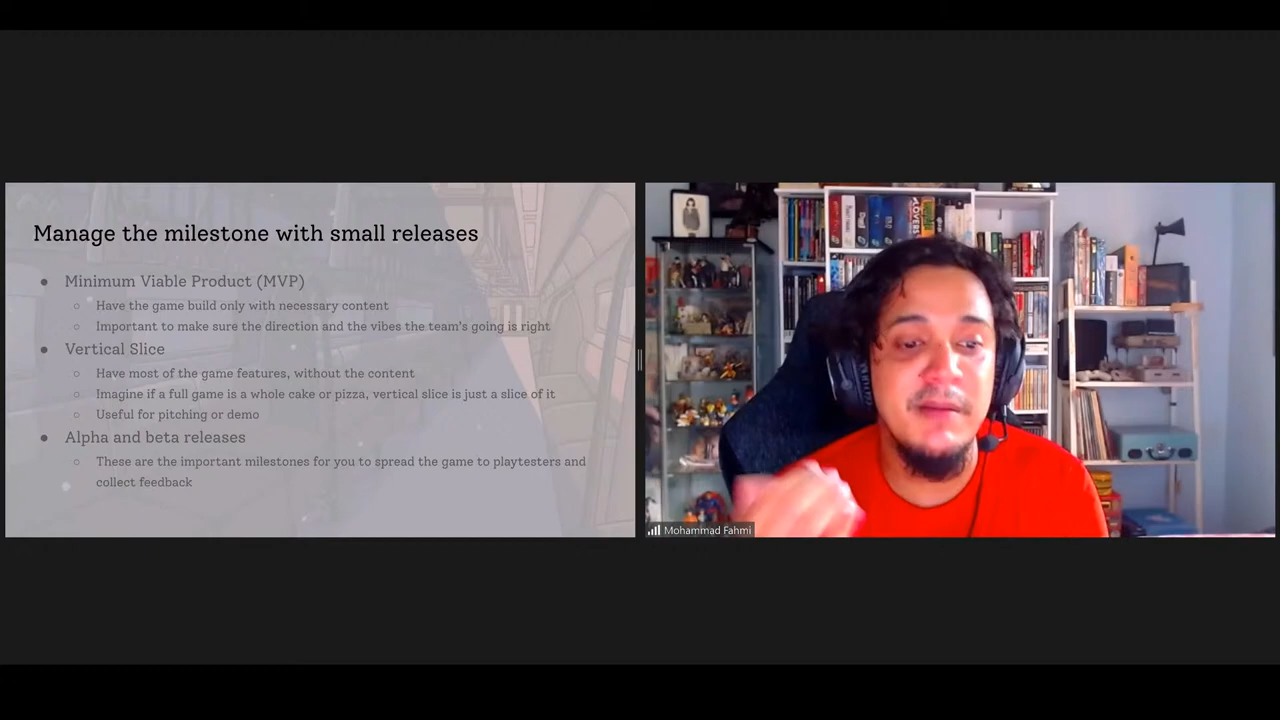 Manage the milestone with small releases
● Minimum Viable Product (MVP)
○ Have the game build only with necessary content
○ Important to make sure the direction and the vibes the team's going is right
● Vertical Slice
○ Have most of the game features, without the content
○ Imagine if a full game is a whole cake or pizza, vertical slice is just a slice of it
○ Useful for pitching or demo
● Alpha and beta releases
○ These are the important milestones for you to spread the game to playtesters and
collect feedback
Mohammad Fahmi